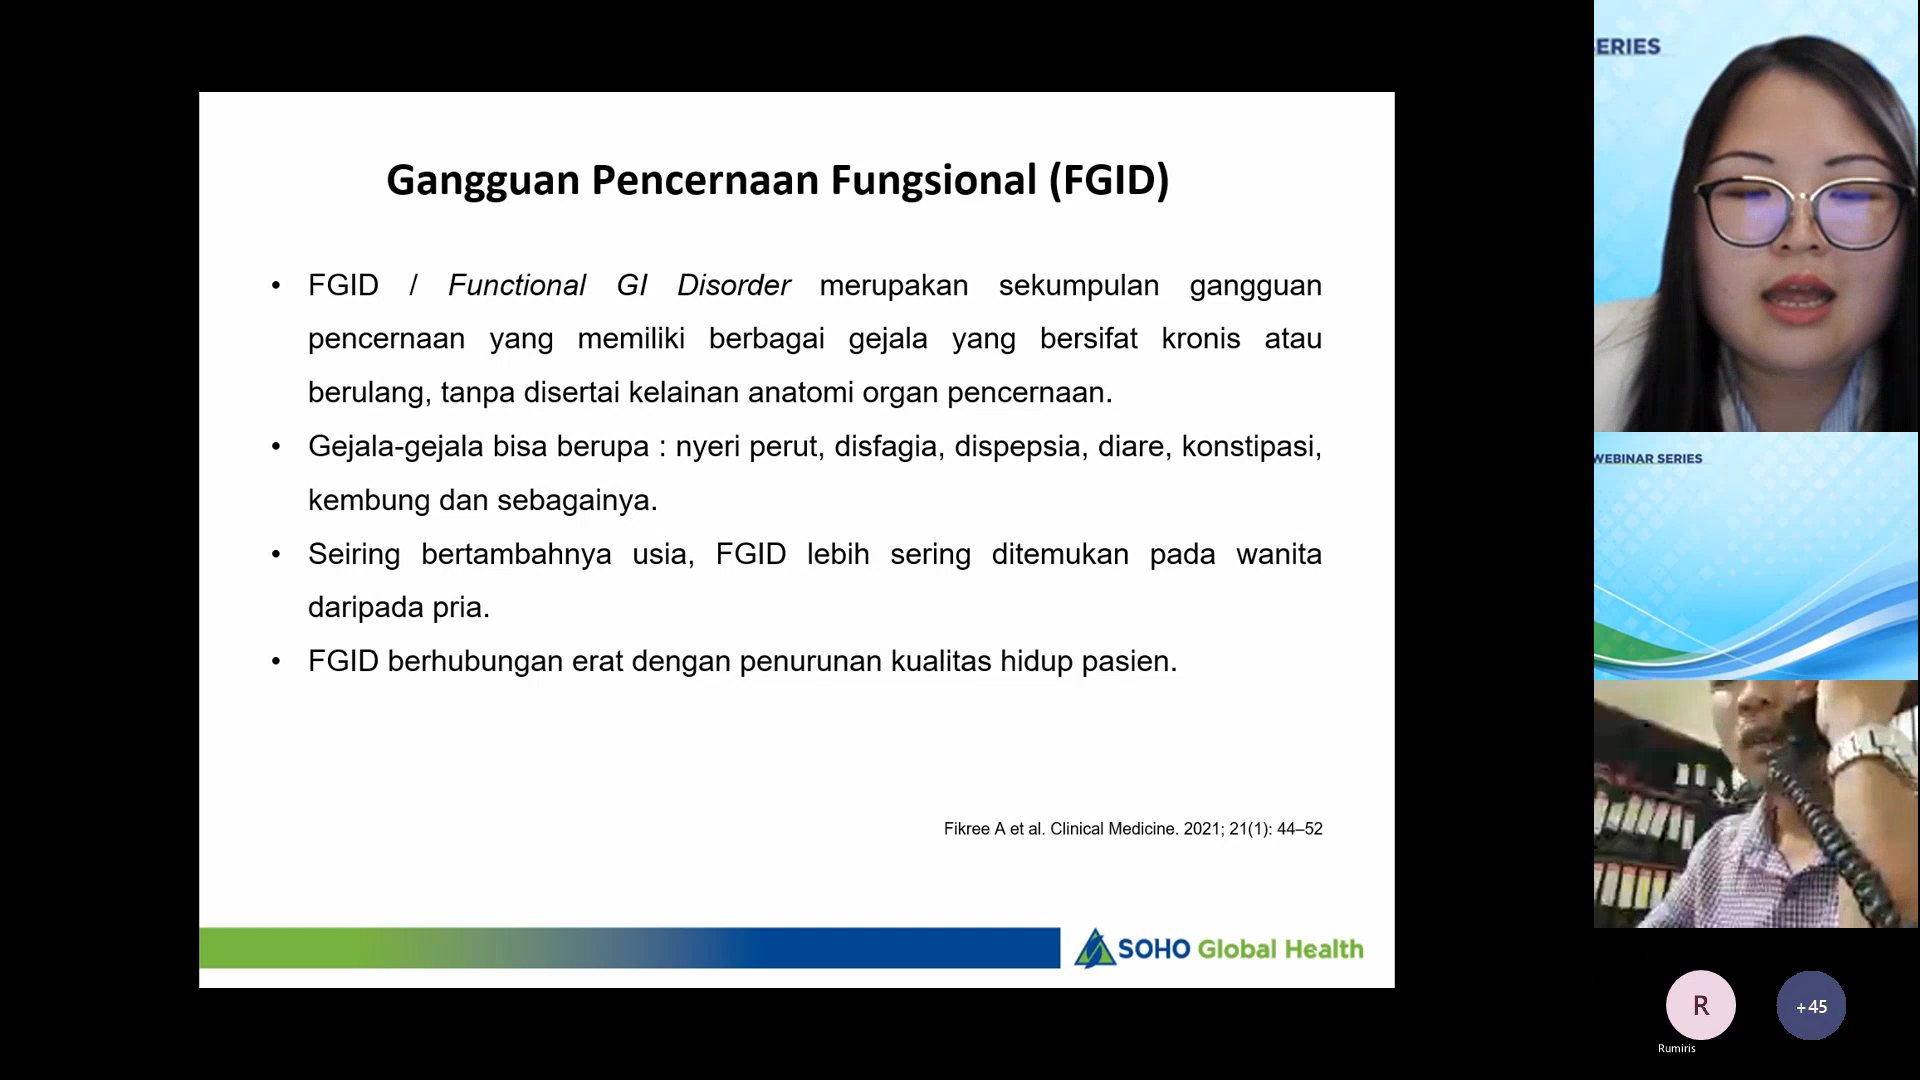 Gangguan Pencernaan Fungsional (FGID)
• FGID / Functional GI Disorder merupakan sekumpulan gangguan
pencernaan yang memiliki berbagai gejala yang bersifat kronis atau
berulang, tanpa disertai kelainan anatomi organ pencernaan.
• Gejala-gejala bisa berupa : nyeri perut, disfagia, dispepsia, diare, konstipasi,
kembung dan sebagainya.
• Seiring bertambahnya usia, FGID lebih sering ditemukan pada wanita
daripada pria.
• FGID berhubungan erat dengan penurunan kualitas hidup pasien.
Fikree A et al. Clinical Medicine. 2021; 21(1): 44–52
SOHO Global Health
ERIES
WEBINAR SERIES
R
+45
Rumiris